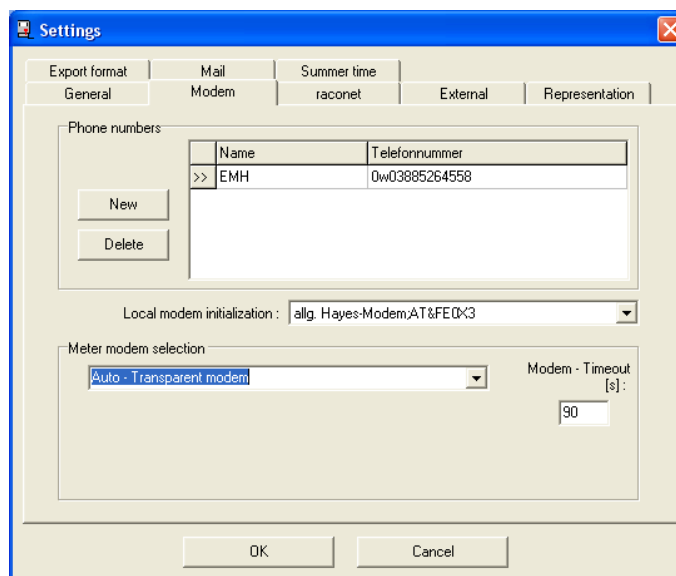 Settings
Export format Mail Summer time
General Modem raconet External Representation
Phone numbers
Name Telefonnummer
>> EMH 0w03885264558
New
Delete
Local modem initialization : allg. Hayes-Modem;AT&FE0X3
Meter modem selection
Auto - Transparent modem
Modem - Timeout
[s] :
90
OK Cancel